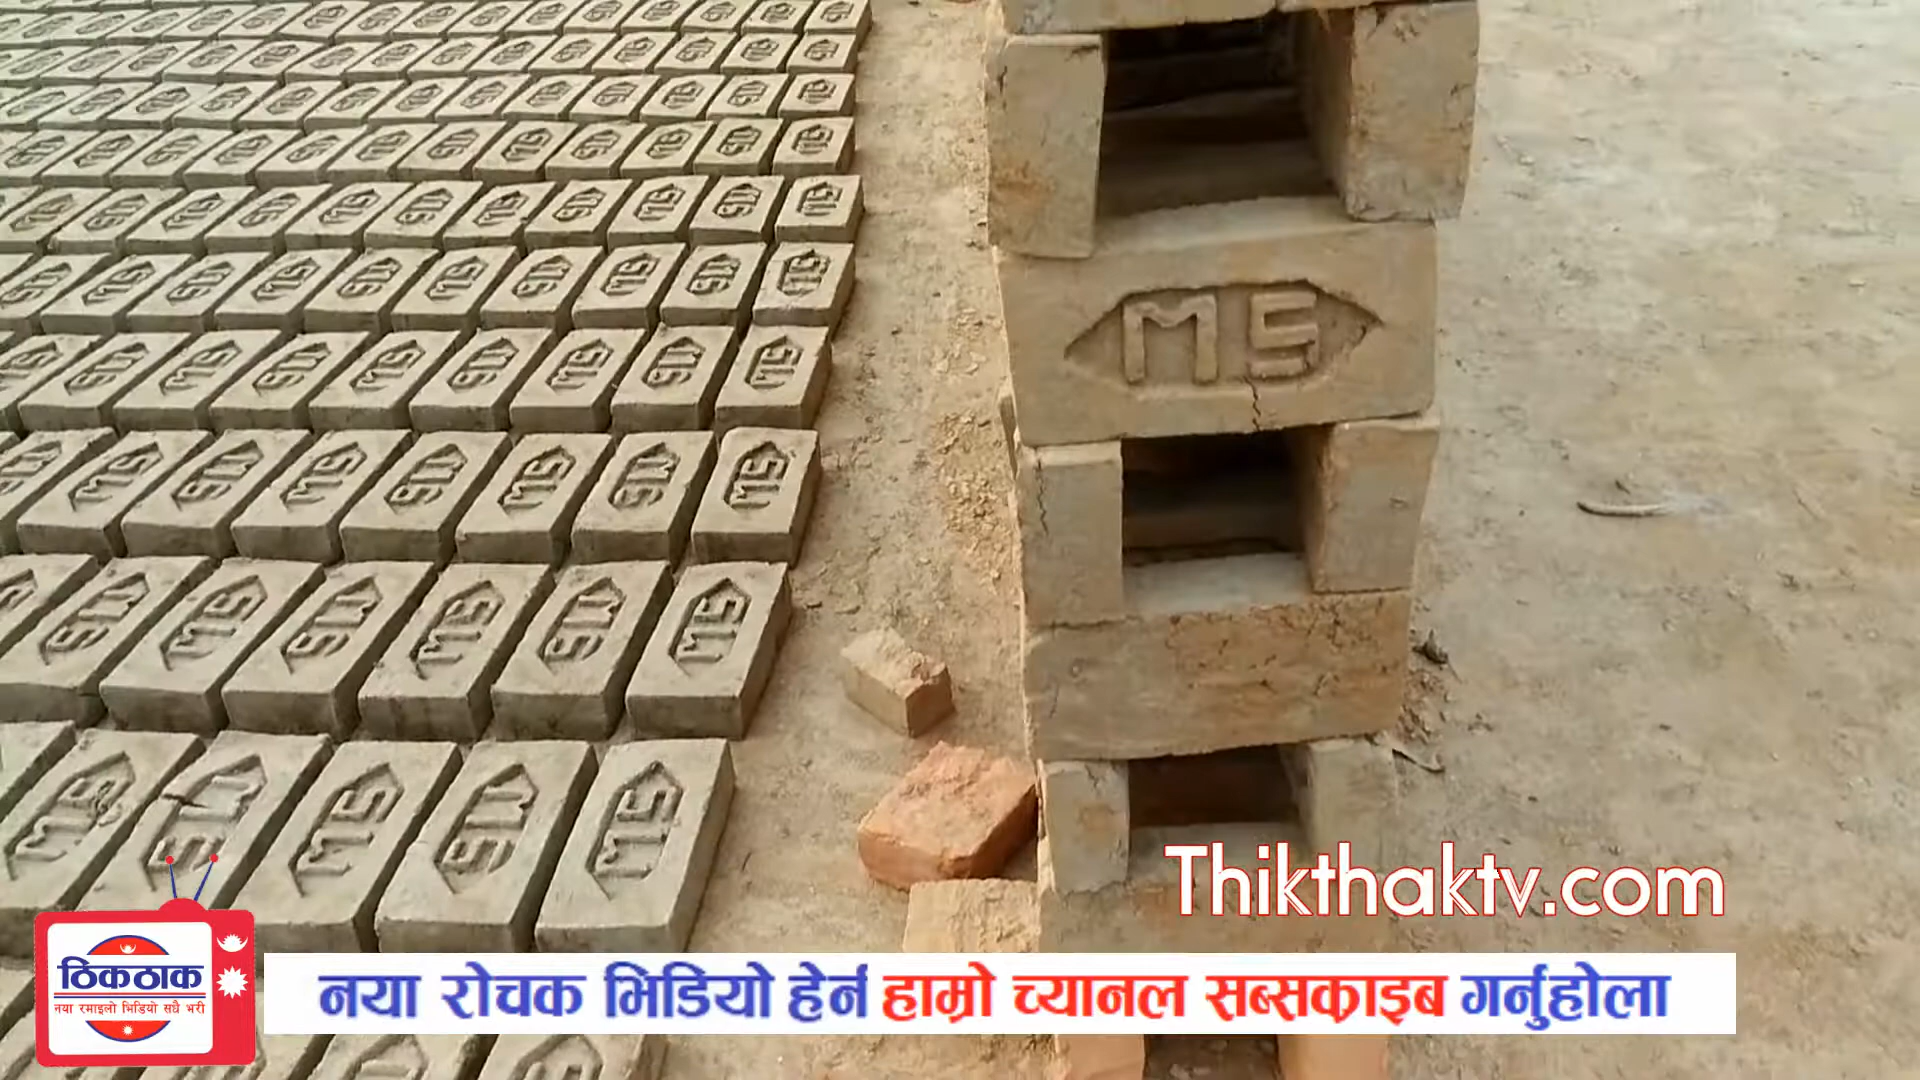 MS
Thikthaktv.com
ठिकठाक
नया रमाइलो भिडियो सधै भरी
नया रोचक भिडियो हेर्न हाम्रो च्यानल सब्सक्राइब गर्नुहोला